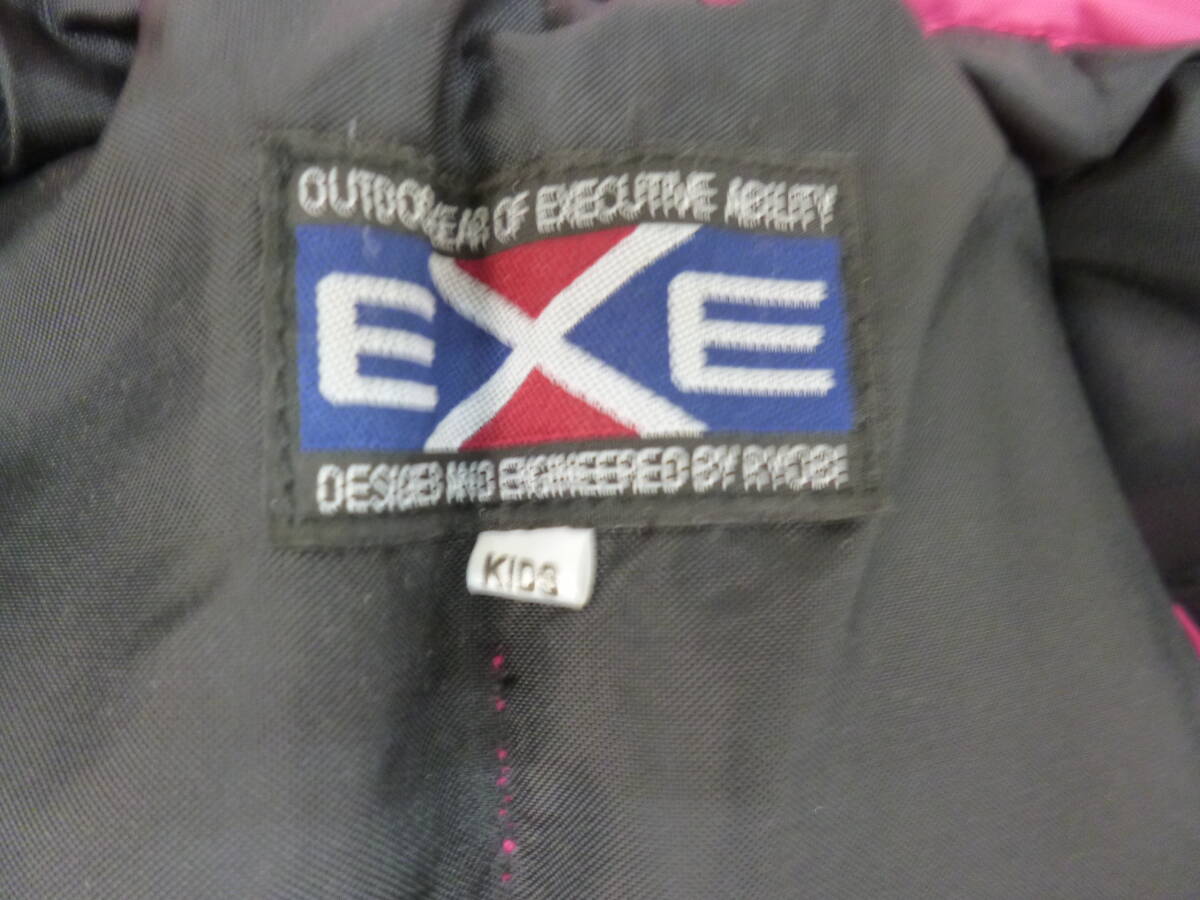 OUTDOORWEAR OF EXECUTIVE ABILITY
EXE
DESIGNED AND ENGINEERED BY RYOBI
KIDS